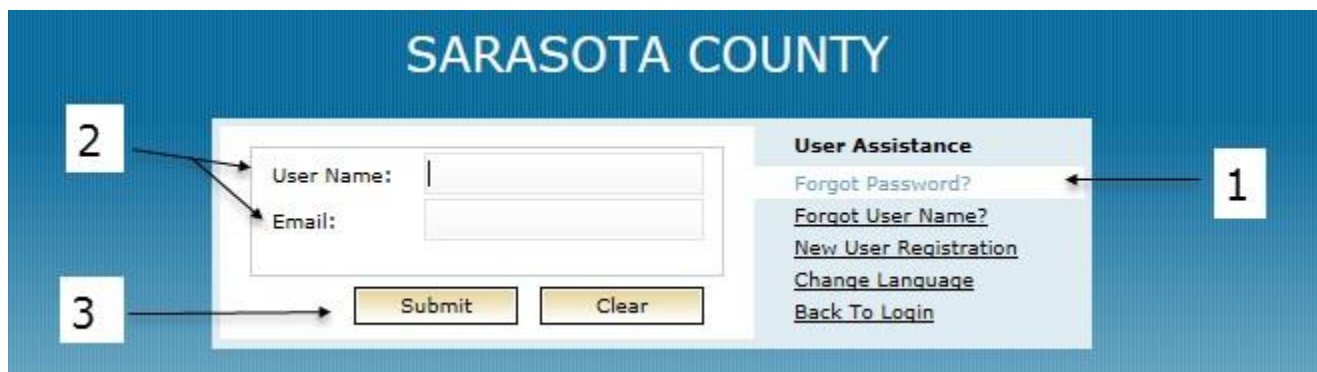 SARASOTA COUNTY
2
User Name:
Email:
3
Submit
Clear
User Assistance
Forgot Password?
Forgot User Name?
New User Registration
Change Language
Back To Login
1